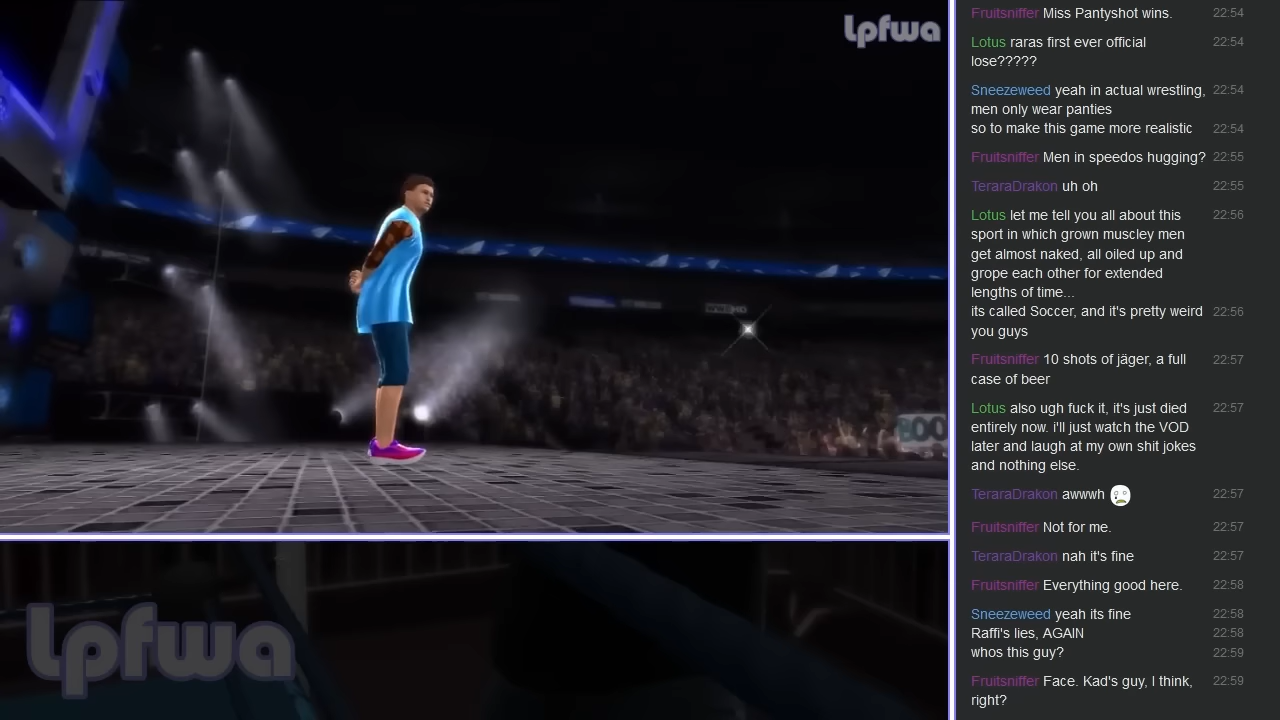 Lpfwa
BOO
Lpfwa
Fruitsniffer Miss Pantyshot wins. 22:54
Lotus raras first ever official 22:54
lose?????
Sneezeweed yeah in actual wrestling, 22:54
men only wear panties
so to make this game more realistic 22:54
Fruitsniffer Men in speedos hugging? 22:55
TeraraDrakon uh oh 22:55
Lotus let me tell you all about this 22:56
sport in which grown muscley men
get almost naked, all oiled up and
grope each other for extended
lengths of time...
its called Soccer, and it's pretty weird 22:56
you guys
Fruitsniffer 10 shots of jäger, a full 22:57
case of beer
Lotus also ugh fuck it, it's just died 22:57
entirely now. i'll just watch the VOD
later and laugh at my own shit jokes
and nothing else.
TeraraDrakon awwwh 22:57
Fruitsniffer Not for me. 22:57
TeraraDrakon nah it's fine 22:57
Fruitsniffer Everything good here. 22:58
Sneezeweed yeah its fine 22:58
Raffi's lies, AGAIN 22:58
whos this guy? 22:59
Fruitsniffer Face. Kad's guy, I think, 22:59
right?